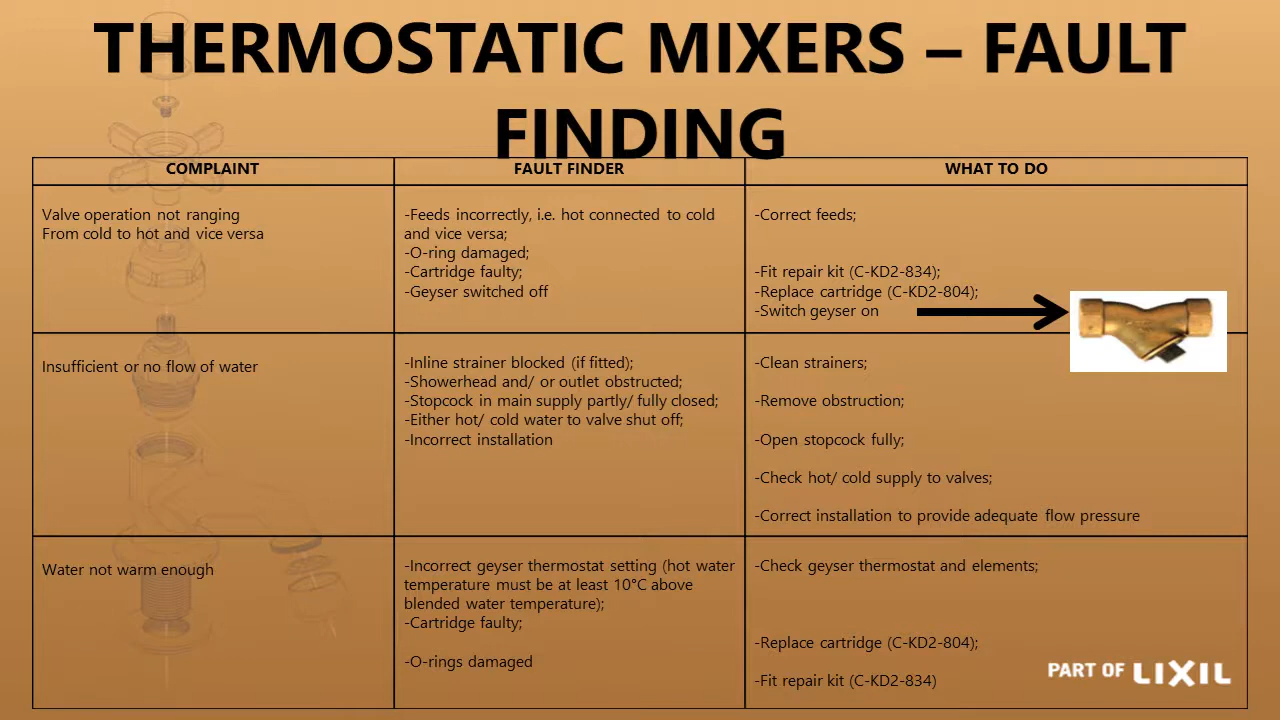 THERMOSTATIC MIXERS – FAULT
FINDING
COMPLAINT
FAULT FINDER
WHAT TO DO
Valve operation not ranging
From cold to hot and vice versa
-Feeds incorrectly, i.e. hot connected to cold
and vice versa;
-O-ring damaged;
-Cartridge faulty;
-Geyser switched off
-Correct feeds;
-Fit repair kit (C-KD2-834);
-Replace cartridge (C-KD2-804);
-Switch geyser on
Insufficient or no flow of water
-Inline strainer blocked (if fitted);
-Showerhead and/ or outlet obstructed;
-Stopcock in main supply partly/ fully closed;
-Either hot/ cold water to valve shut off;
-Incorrect installation
-Clean strainers;
-Remove obstruction;
-Open stopcock fully;
-Check hot/ cold supply to valves;
-Correct installation to provide adequate flow pressure
Water not warm enough
-Incorrect geyser thermostat setting (hot water
temperature must be at least 10°C above
blended water temperature);
-Cartridge faulty;
-O-rings damaged
-Check geyser thermostat and elements;
-Replace cartridge (C-KD2-804);
-Fit repair kit (C-KD2-834)
PART OF LIXIL